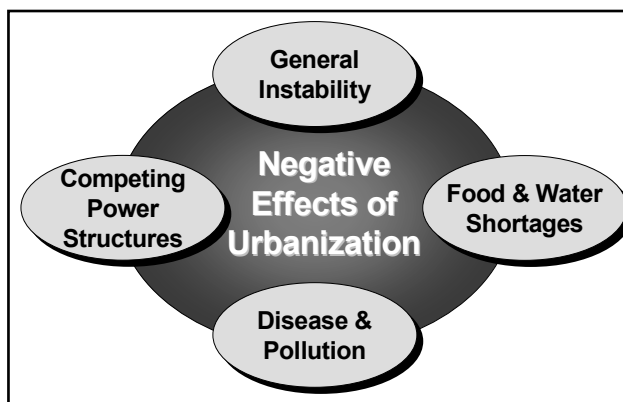 General
Instability
Negative
Effects of
Urbanization
Competing
Power
Structures
Food & Water
Shortages
Disease &
Pollution